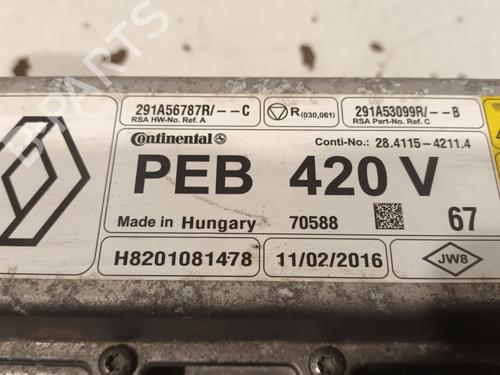 291A56787R/--C
RSA HW-No. Ref. A
R(030,061)
291A53099R/--B
RSA Part-No. Ref. C
Continental
Conti-No.: 28.4115-4211.4
PEB 420 V
Made in Hungary 70588 67
H8201081478 11/02/2016 JW8